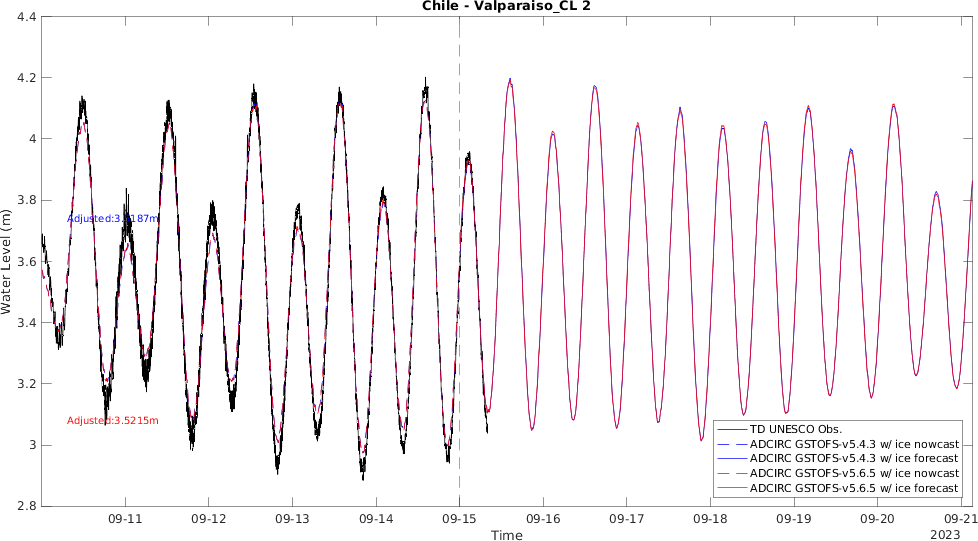 Chile - Valparaiso_CL 2
4.4
4.2
4
3.8
3.6
3.4
3.2
3
2.8
Water Level (m)
Adjusted:3. 187m
Adjusted:3.5215m
TD UNESCO Obs.
ADCIRC GSTOFS-v5.4.3 w/ ice nowcast
ADCIRC GSTOFS-v5.4.3 w/ ice forecast
ADCIRC GSTOFS-v5.6.5 w/ ice nowcast
ADCIRC GSTOFS-v5.6.5 w/ ice forecast
09-11 09-12 09-13 09-14 09-15 09-16 09-17 09-18 09-19 09-20 09-21
Time
2023